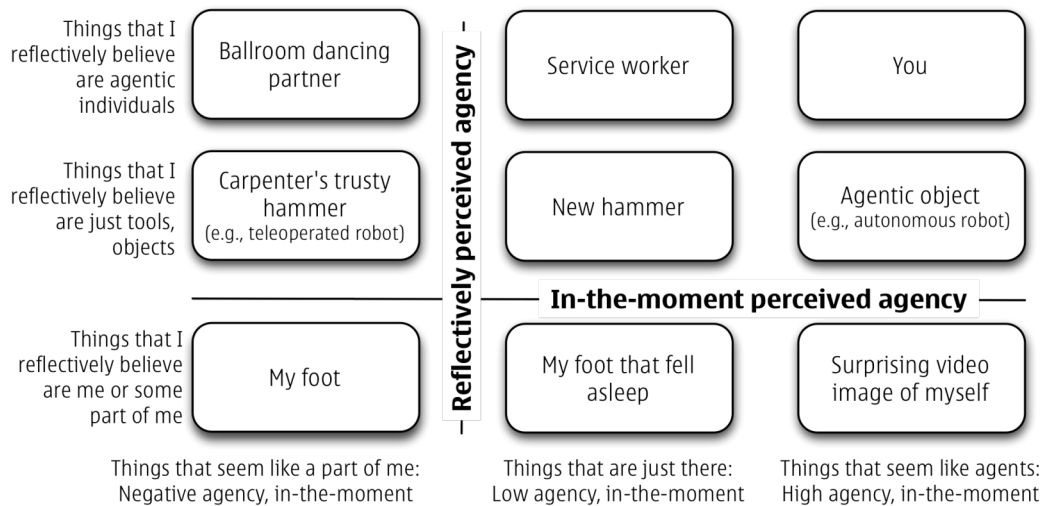 Things that I
reflectively believe
are agentic
individuals
Ballroom dancing
partner
Service worker
You
Reflectively perceived agency
Things that I
reflectively believe
are just tools,
objects
Carpenter's trusty
hammer
(e.g., teleoperated robot)
New hammer
Agentic object
(e.g., autonomous robot)
In-the-moment perceived agency
Things that I
reflectively believe
are me or some
part of me
My foot
My foot that fell
asleep
Surprising video
image of myself
Things that seem like a part of me:
Negative agency, in-the-moment
Things that are just there:
Low agency, in-the-moment
Things that seem like agents:
High agency, in-the-moment